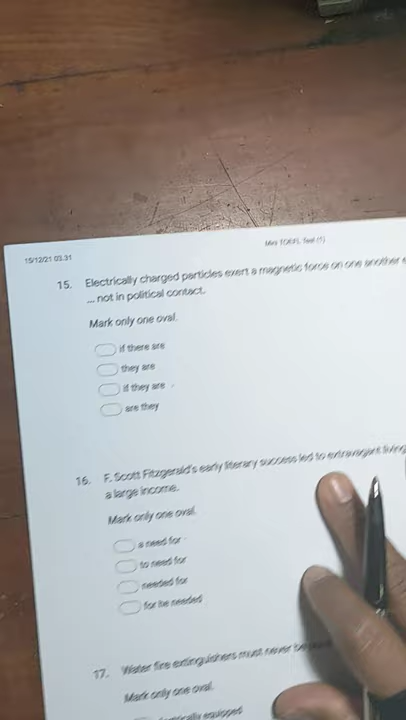 15/12/21 03.31
TOEFL Test (1)
15. Electrically charged particles exert a magnetic force on one another
... not in political contact.
Mark only one oval.
if there are
they are
if they are
are they
16. F. Scott Fitzgerald's early literary success led to extravagant living
a large income.
Mark only one oval.
a need for
to need for
needed for
for he needed
17. Water fire extinguishers must never be
Mark only one oval.
equipped